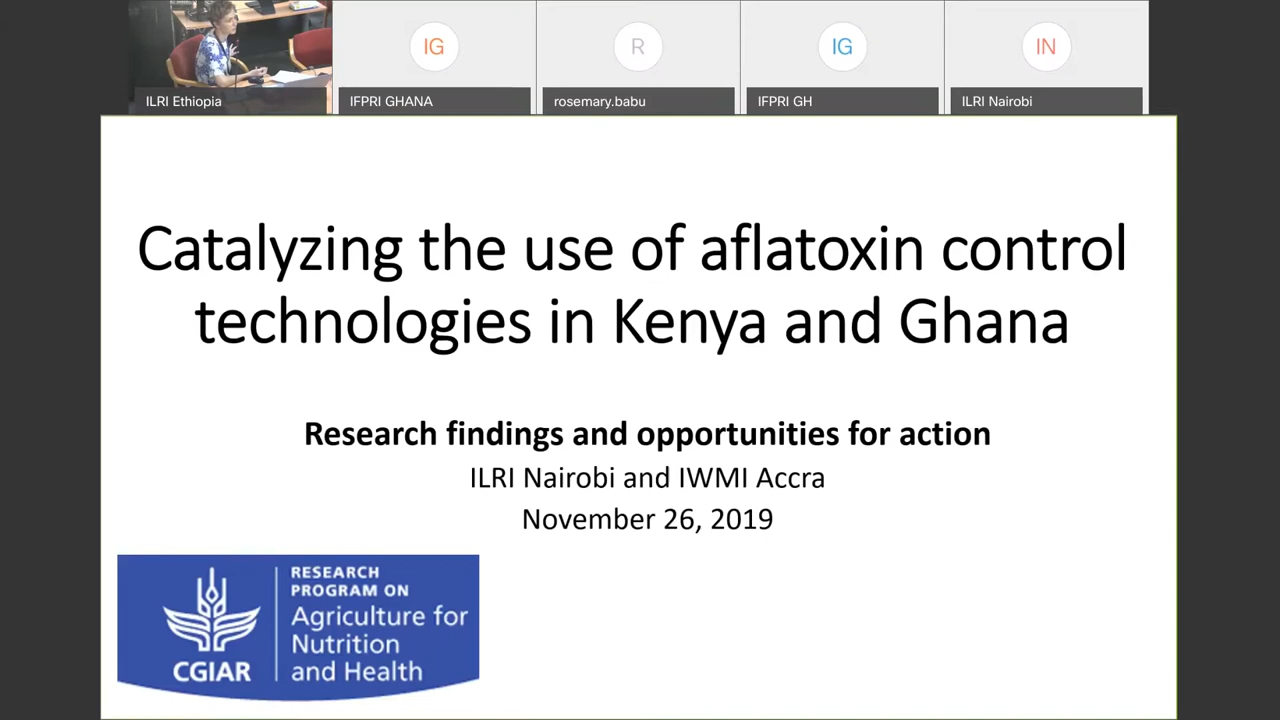 IG
R
IG
IN
ILRI Ethiopia
IFPRI GHANA
rosemary.babu
IFPRI GH
ILRI Nairobi
Catalyzing the use of aflatoxin control
technologies in Kenya and Ghana
Research findings and opportunities for action
ILRI Nairobi and IWMI Accra
November 26, 2019
RESEARCH
PROGRAM ON
Agriculture for
Nutrition
and Health
CGIAR